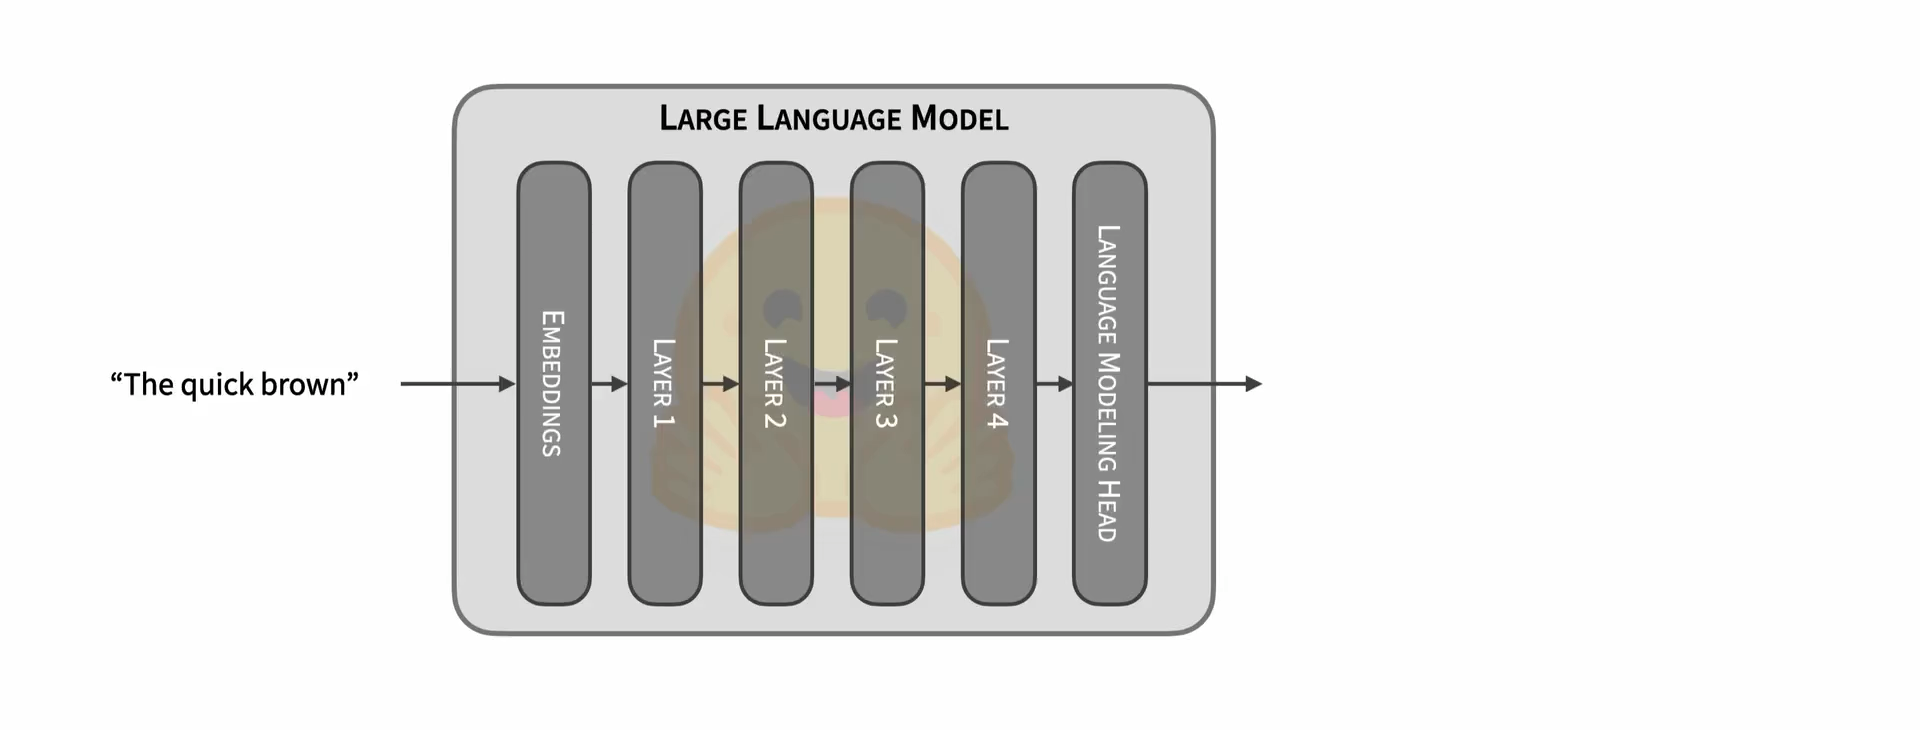 Large Language Model
“The quick brown”
Embeddings
Layer 1
Layer 2
Layer 3
Layer 4
Language Modeling Head